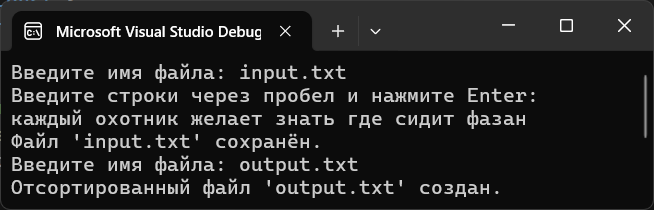 Microsoft Visual Studio Debug
Введите имя файла: input.txt
Введите строки через пробел и нажмите Enter:
каждый охотник желает знать где сидит фазан
Файл 'input.txt' сохранён.
Введите имя файла: output.txt
Отсортированный файл 'output.txt' создан.